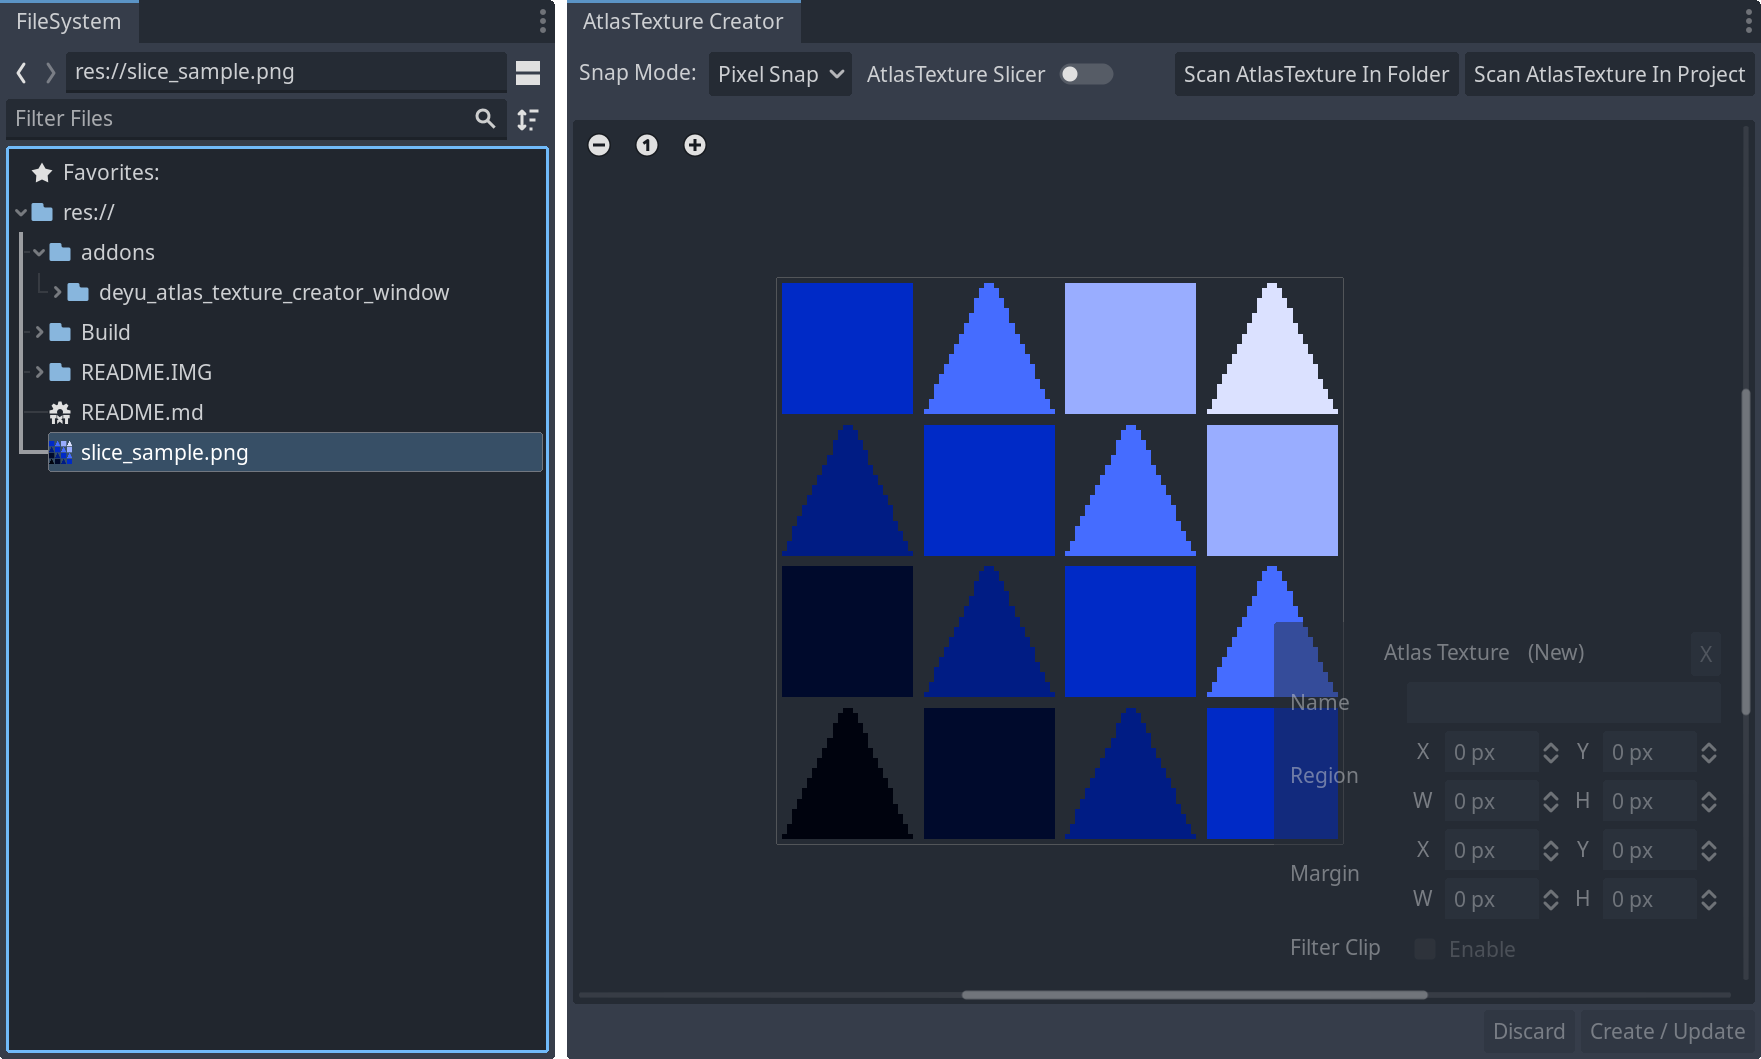 FileSystem
res://slice_sample.png
Filter Files
Favorites:
res://
addons
deyu_atlas_texture_creator_window
Build
README.IMG
README.md
slice_sample.png
AtlasTexture Creator
Snap Mode: Pixel Snap AtlasTexture Slicer Scan AtlasTexture In Folder Scan AtlasTexture In Project
1
Atlas Texture (New) X
Name
Region
X 0 px Y 0 px
W 0 px H 0 px
Margin
X 0 px Y 0 px
W 0 px H 0 px
Filter Clip Enable
Discard Create / Update